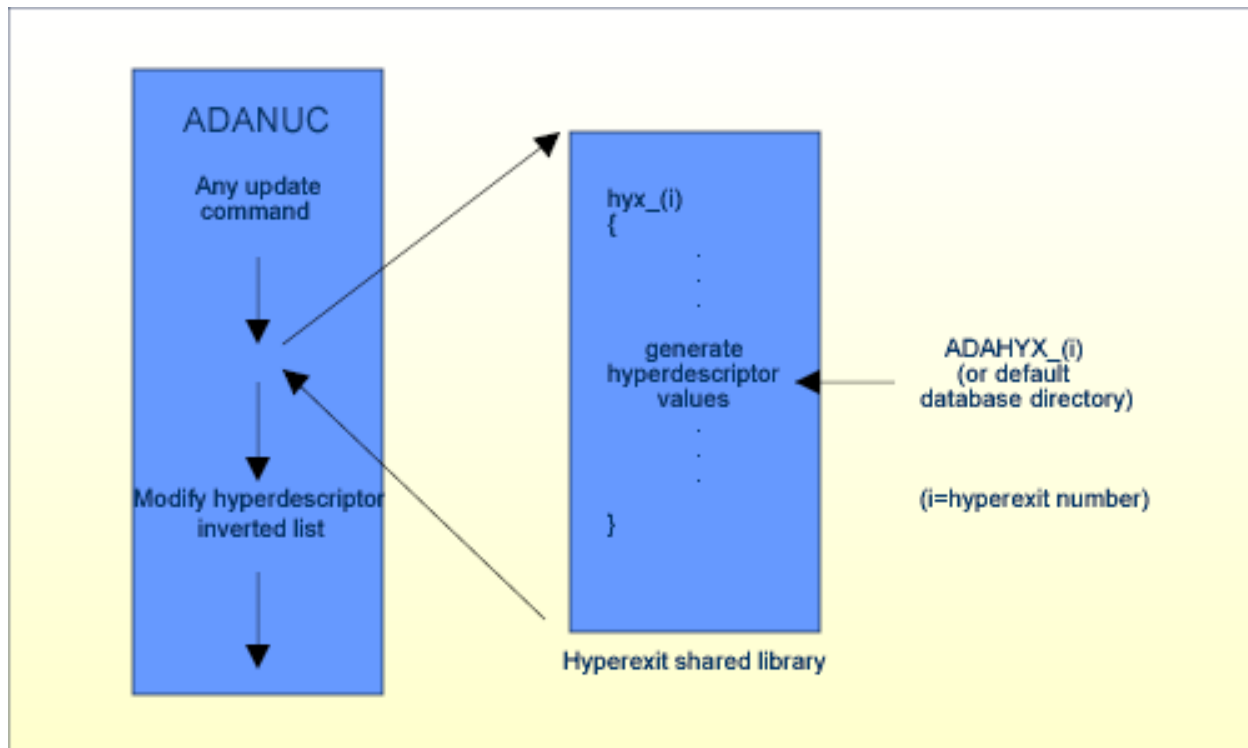 ADANUC
Any update
command
Modify hyperdescriptor
inverted list
hyx_(i)
{
.
.
.
generate
hyperdescriptor
values
.
.
.
}
Hyperexit shared library
ADAHYX_(i)
(or default
database directory)
(i=hyperexit number)